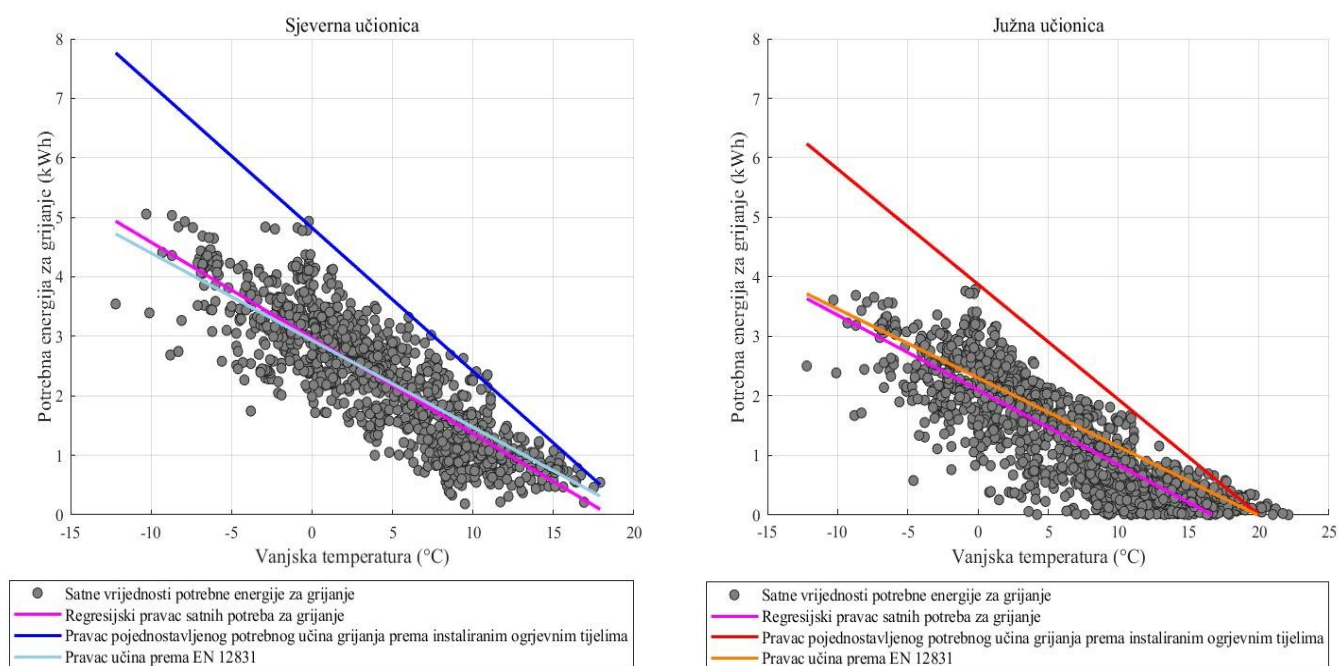 Sjeverna učionica
8
7
6
5
4
3
2
1
0
Potrebna energija za grijanje (kWh)
-15 -10 -5 0 5 10 15 20
Vanjska temperatura (°C)
Satne vrijednosti potrebne energije za grijanje
Regresijski pravac satnih potreba za grijanje
Pravac pojednostavljenog potrebnog učina grijanja prema instaliranim ogrjevnim tijelima
Pravac učina prema EN 12831
Južna učionica
8
7
6
5
4
3
2
1
0
Potrebna energija za grijanje (kWh)
-15 -10 -5 0 5 10 15 20 25
Vanjska temperatura (°C)
Satne vrijednosti potrebne energije za grijanje
Regresijski pravac satnih potreba za grijanje
Pravac pojednostavljenog potrebnog učina grijanja prema instaliranim ogrjevnim tijelima
Pravac učina prema EN 12831